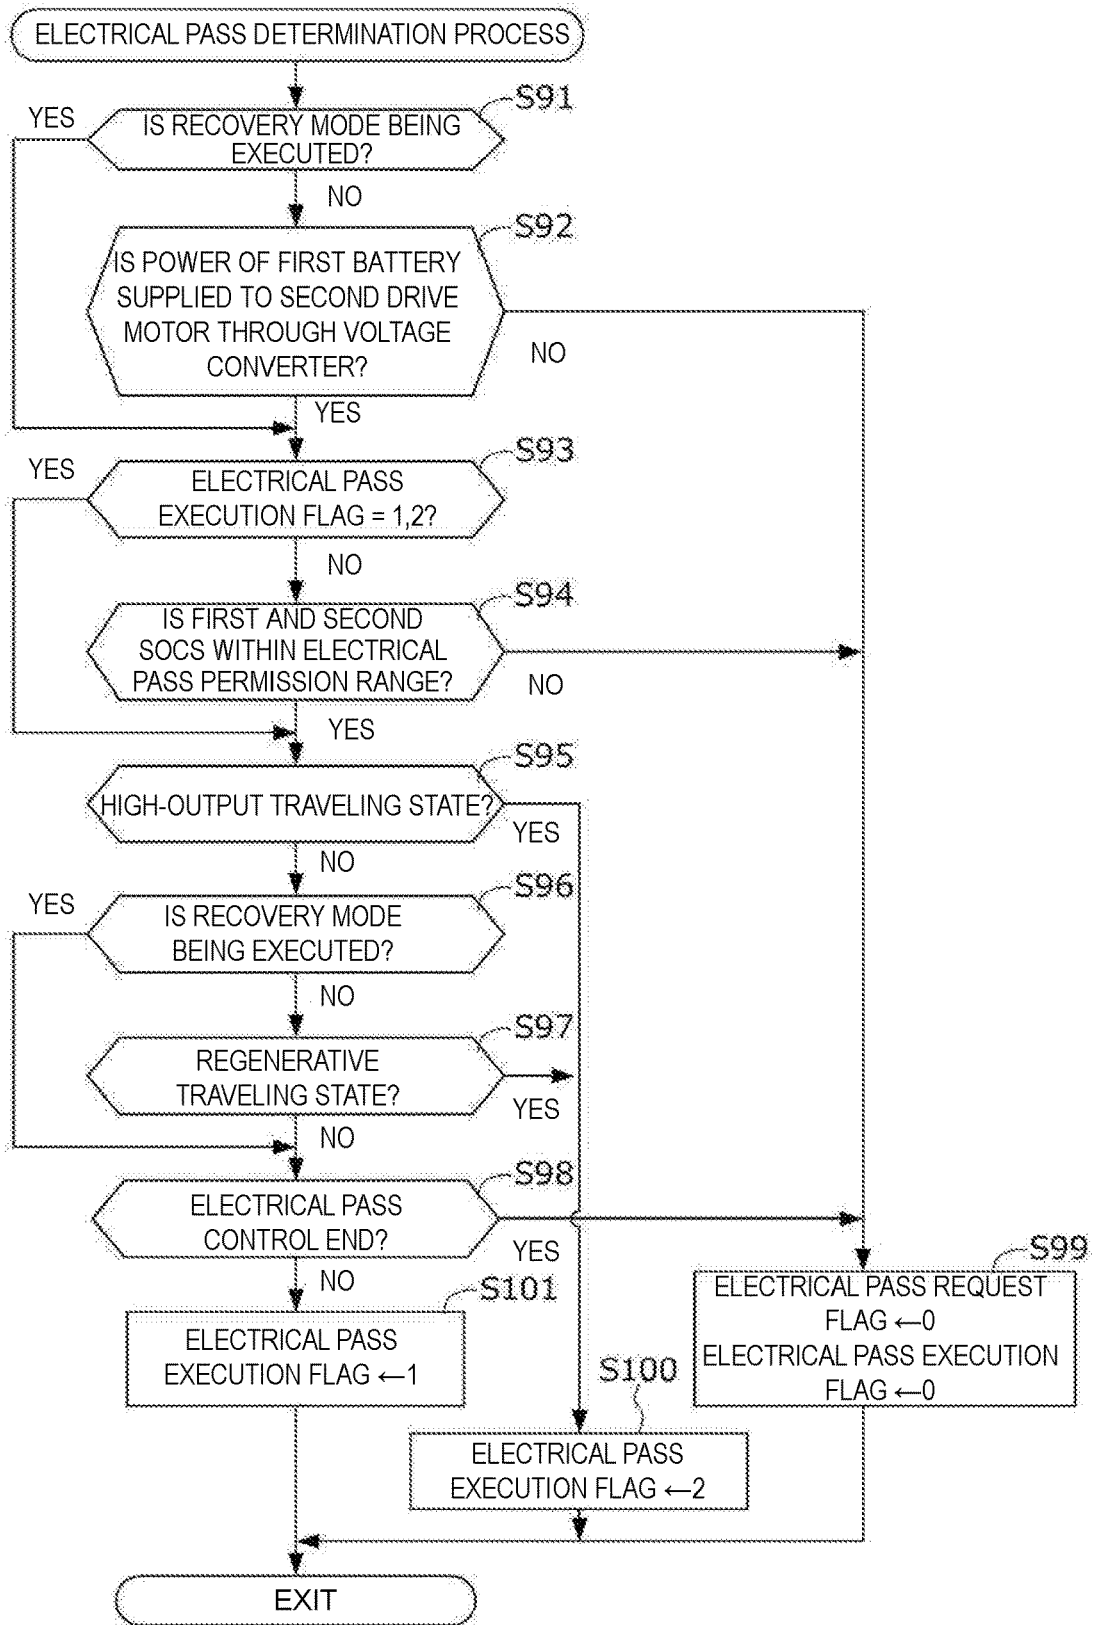 ELECTRICAL PASS DETERMINATION PROCESS
S91
YES
IS RECOVERY MODE BEING
EXECUTED?
NO
S92
IS POWER OF FIRST BATTERY
SUPPLIED TO SECOND DRIVE
MOTOR THROUGH VOLTAGE
CONVERTER?
NO
YES
S93
YES
ELECTRICAL PASS
EXECUTION FLAG = 1,2?
NO
S94
IS FIRST AND SECOND
SOCS WITHIN ELECTRICAL
PASS PERMISSION RANGE?
NO
YES
S95
HIGH-OUTPUT TRAVELING STATE?
YES
NO
S96
YES
IS RECOVERY MODE
BEING EXECUTED?
NO
S97
REGENERATIVE
TRAVELING STATE?
YES
NO
S98
ELECTRICAL PASS
CONTROL END?
YES
NO
S99
ELECTRICAL PASS REQUEST
FLAG ←0
ELECTRICAL PASS EXECUTION
FLAG ←0
S101
ELECTRICAL PASS
EXECUTION FLAG ←1
S100
ELECTRICAL PASS
EXECUTION FLAG ←2
EXIT